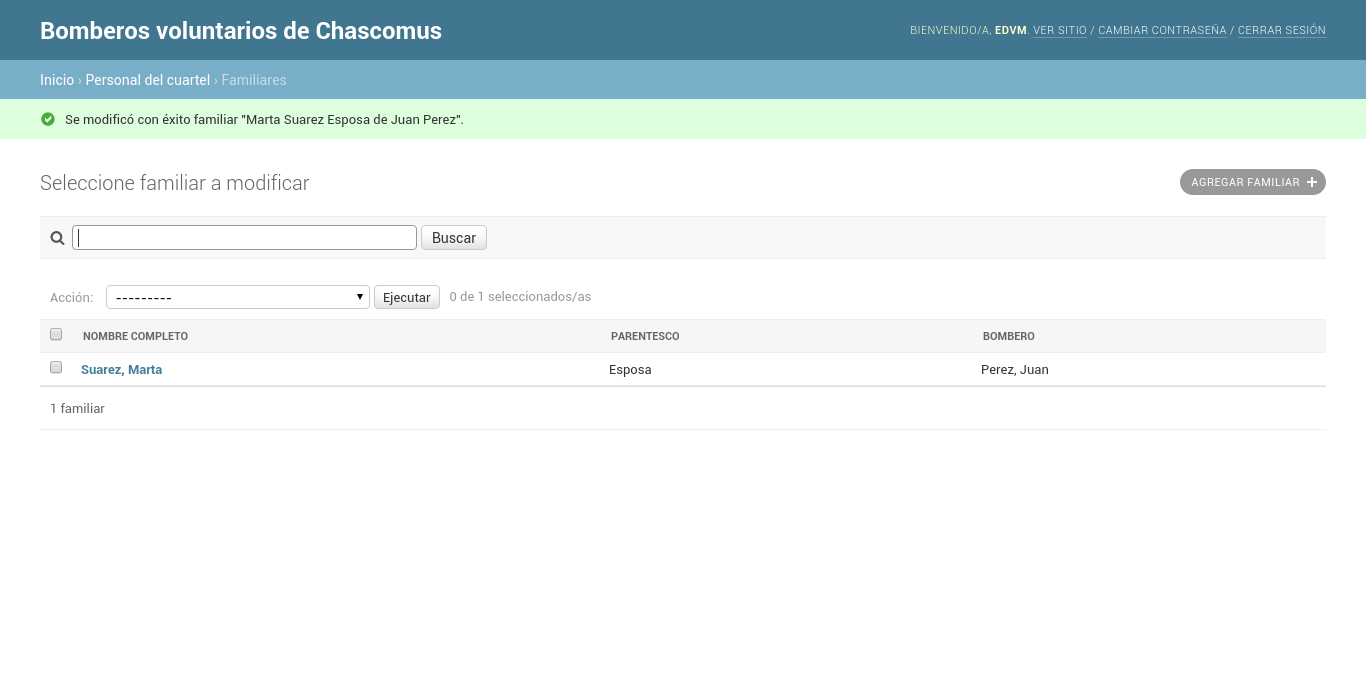 Bomberos voluntarios de Chascomus
BIENVENIDO/A, EDVM. VER SITIO / CAMBIAR CONTRASEÑA / CERRAR SESIÓN
Inicio › Personal del cuartel › Familiares
Se modificó con éxito familiar "Marta Suarez Esposa de Juan Perez".
Seleccione familiar a modificar
AGREGAR FAMILIAR +
Buscar
Acción: --------- Ejecutar 0 de 1 seleccionados/as
NOMBRE COMPLETO PARENTESCO BOMBERO
Suarez, Marta Esposa Perez, Juan
1 familiar